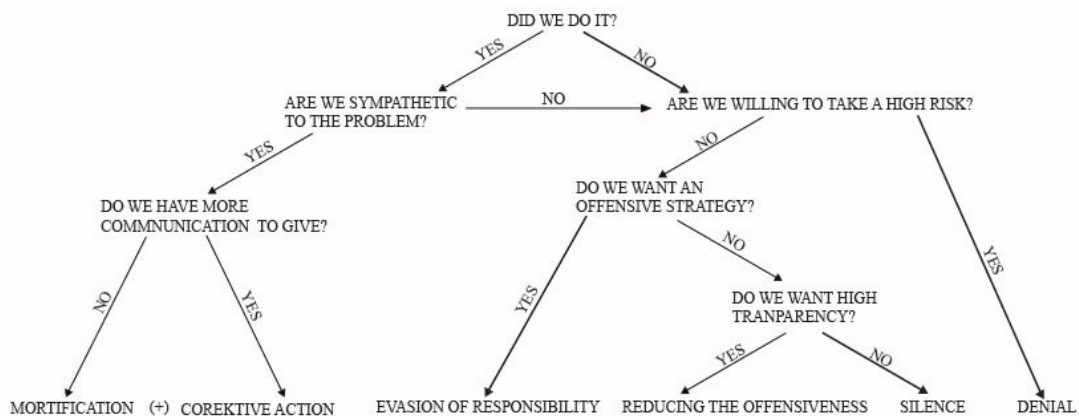 DID WE DO IT?
YES
NO
ARE WE SYMPATHETIC
TO THE PROBLEM?
NO
ARE WE WILLING TO TAKE A HIGH RISK?
YES
NO
DO WE HAVE MORE
COMMNUNICATION TO GIVE?
DO WE WANT AN
OFFENSIVE STRATEGY?
NO
YES
YES
NO
YES
DO WE WANT HIGH
TRANPARENCY?
YES
NO
MORTIFICATION (+) COREKTIVE ACTION
EVASION OF RESPONSIBILITY
REDUCING THE OFFENSIVENESS
SILENCE
DENIAL